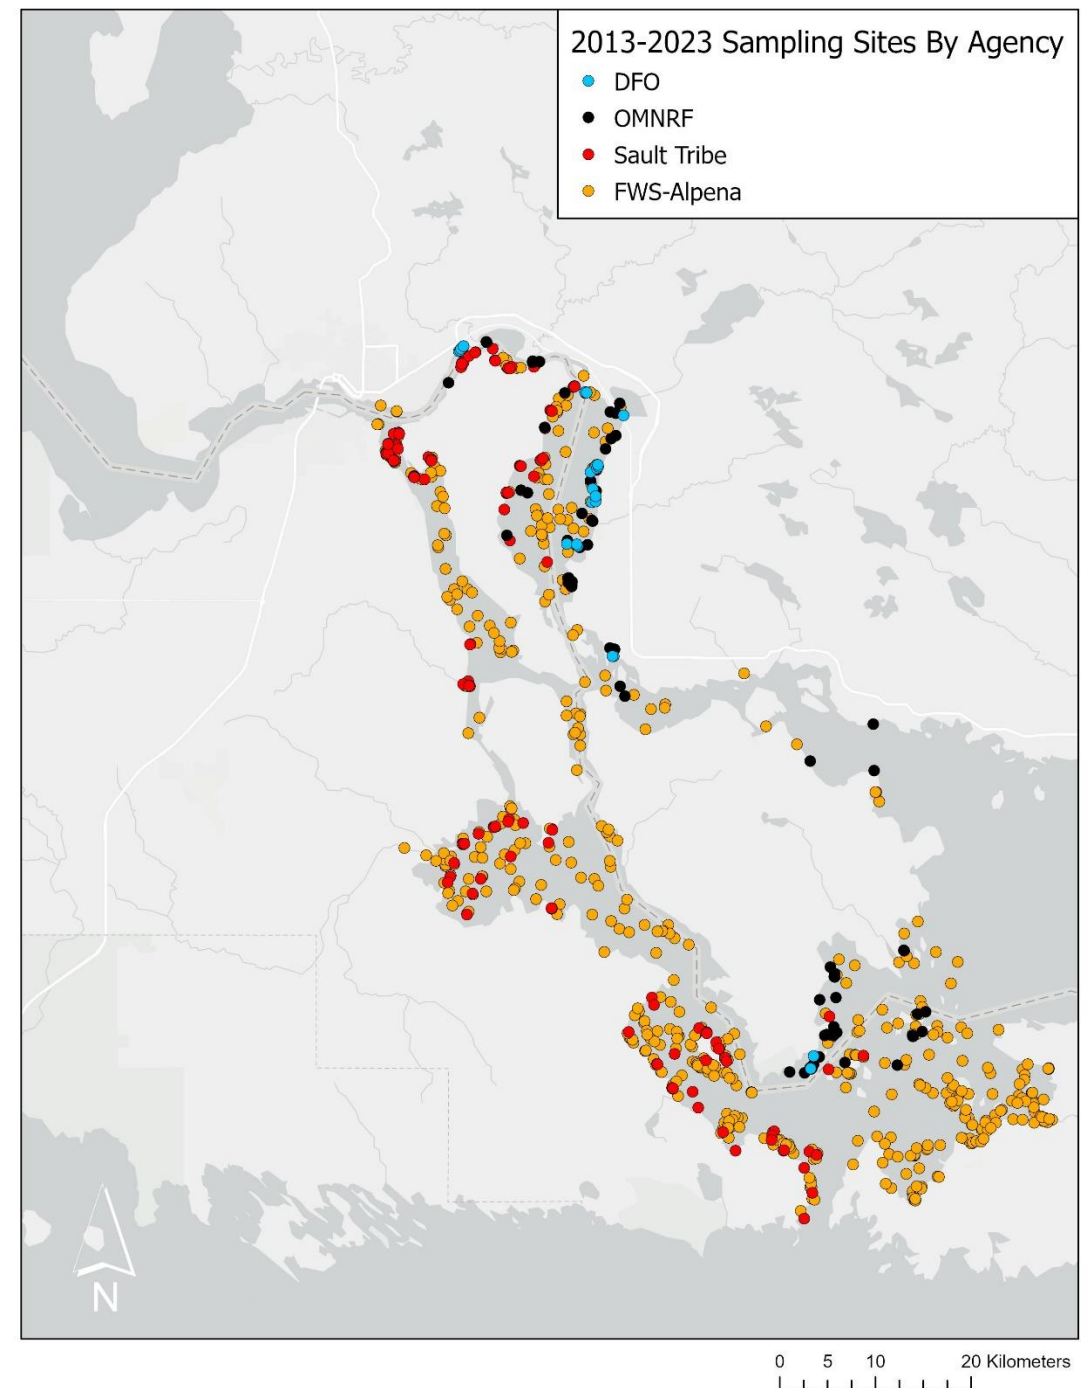 2013-2023 Sampling Sites By Agency
DFO
OMNRF
Sault Tribe
FWS-Alpena
N
0 5 10 20 Kilometers